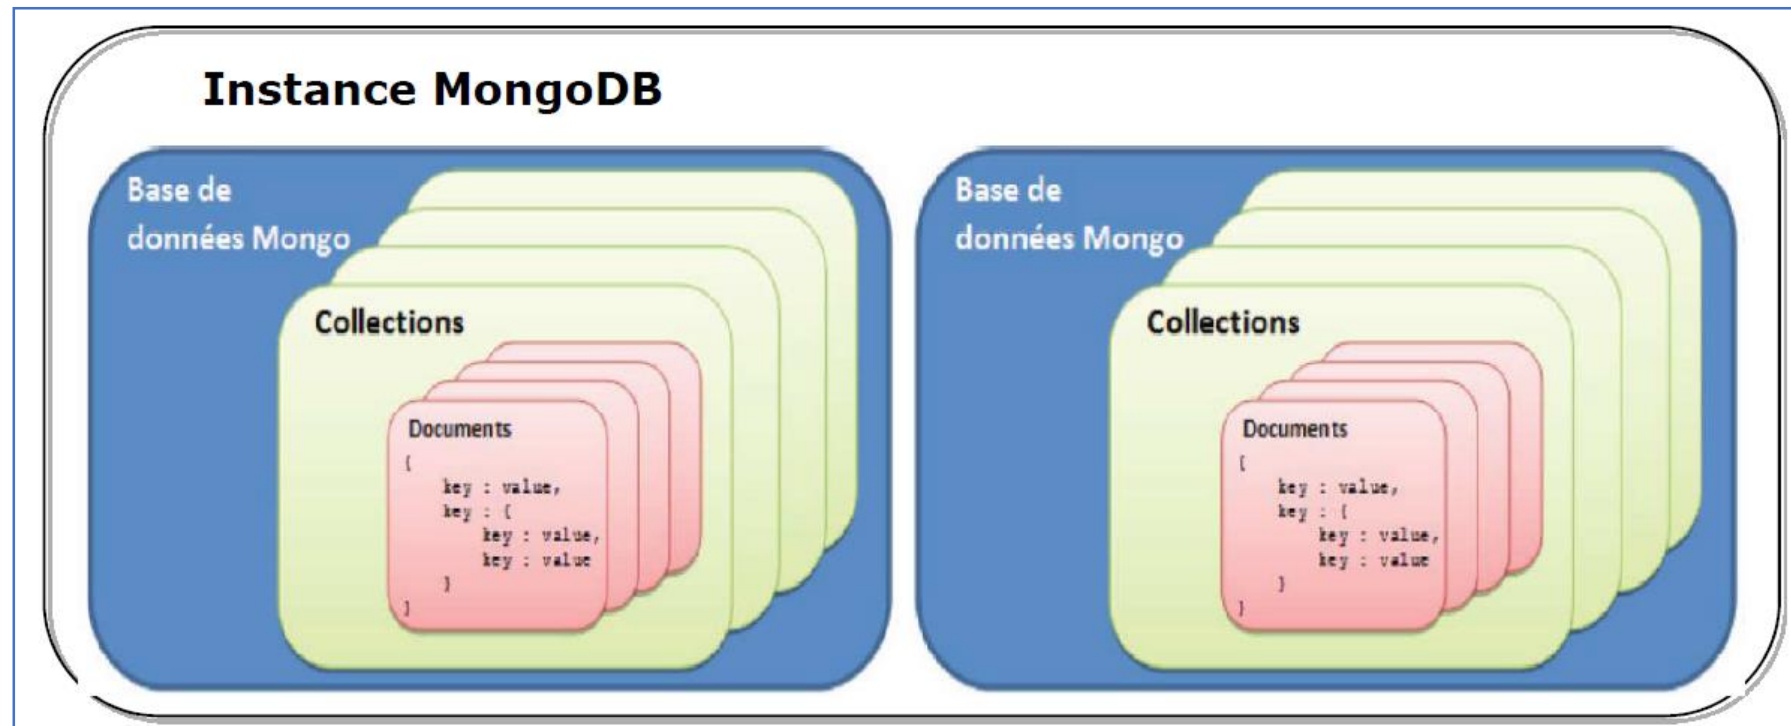 Instance MongoDB
Base de
données Mongo
Collections
Documents
{
key : value,
key : {
key : value,
key : value
}
}
Base de
données Mongo
Collections
Documents
{
key : value,
key : {
key : value,
key : value
}
}